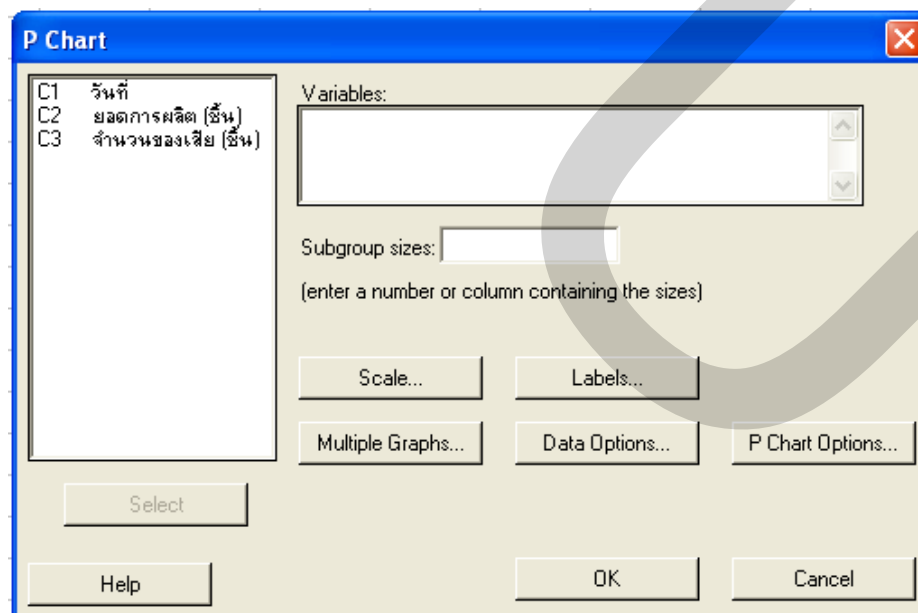 P Chart
C1 วันที่
C2 ยอดการผลิต (ชิ้น)
C3 จำนวนของเสีย (ชิ้น)
Variables:
Subgroup sizes:
(enter a number or column containing the sizes)
Scale...
Labels...
Multiple Graphs...
Data Options...
P Chart Options...
Select
Help
OK
Cancel